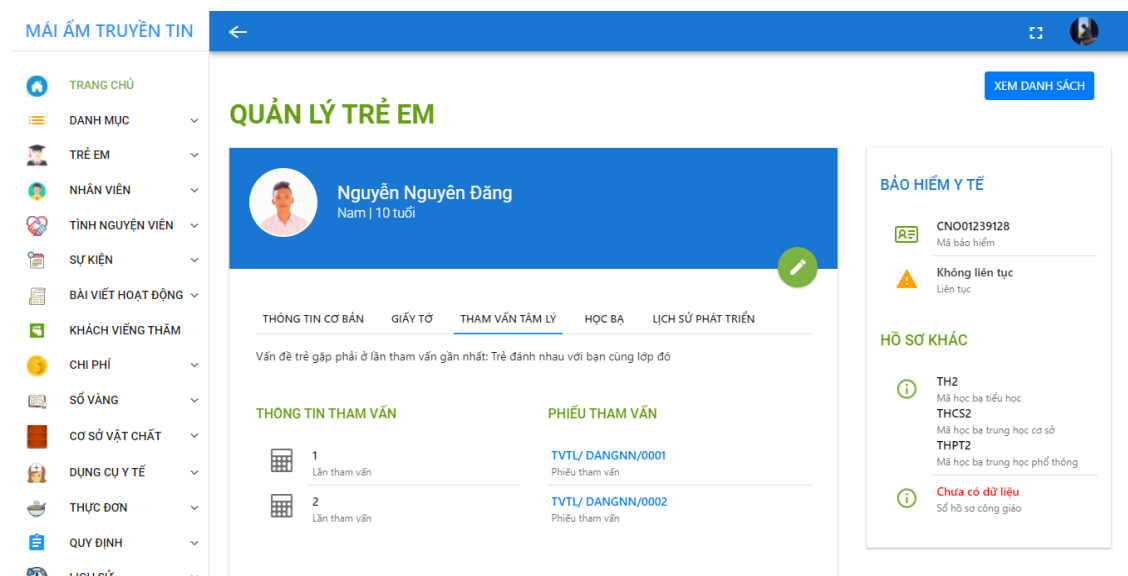 MÁI ẤM TRUYỀN TIN
TRANG CHỦ
DANH MỤC
TRẺ EM
NHÂN VIÊN
TÌNH NGUYỆN VIÊN
SỰ KIỆN
BÀI VIẾT HOẠT ĐỘNG
KHÁCH VIẾNG THĂM
CHI PHÍ
SỔ VÀNG
CƠ SỞ VẬT CHẤT
DỤNG CỤ Y TẾ
THỰC ĐƠN
QUY ĐỊNH
LỊCH SỬ
XEM DANH SÁCH
QUẢN LÝ TRẺ EM
Nguyễn Nguyên Đăng
Nam | 10 tuổi
THÔNG TIN CƠ BẢN
GIẤY TỜ
THAM VẤN TÂM LÝ
HỌC BẠ
LỊCH SỬ PHÁT TRIỂN
Vấn đề trẻ gặp phải ở lần tham vấn gần nhất: Trẻ đánh nhau với bạn cùng lớp đó
THÔNG TIN THAM VẤN
1
Lần tham vấn
2
Lần tham vấn
PHIẾU THAM VẤN
TVTL/ DANGNN/0001
Phiếu tham vấn
TVTL/ DANGNN/0002
Phiếu tham vấn
BẢO HIỂM Y TẾ
CNO01239128
Mã bảo hiểm
Không liên tục
Liên tục
HỒ SƠ KHÁC
TH2
Mã học bạ tiểu học
THCS2
Mã học bạ trung học cơ sở
THPT2
Mã học bạ trung học phổ thông
Chưa có dữ liệu
Số hồ sơ công giáo